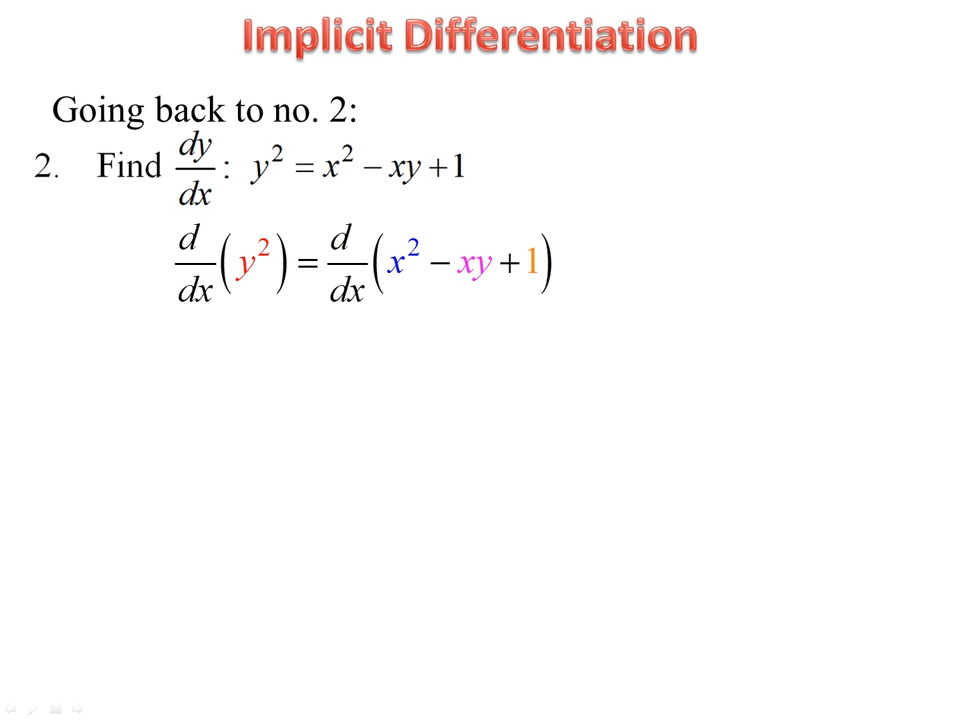 Implicit Differentiation
Going back to no. 2:
2. Find dy/dx : y² = x² − xy + 1
d/dx (y²) = d/dx (x² − xy + 1)